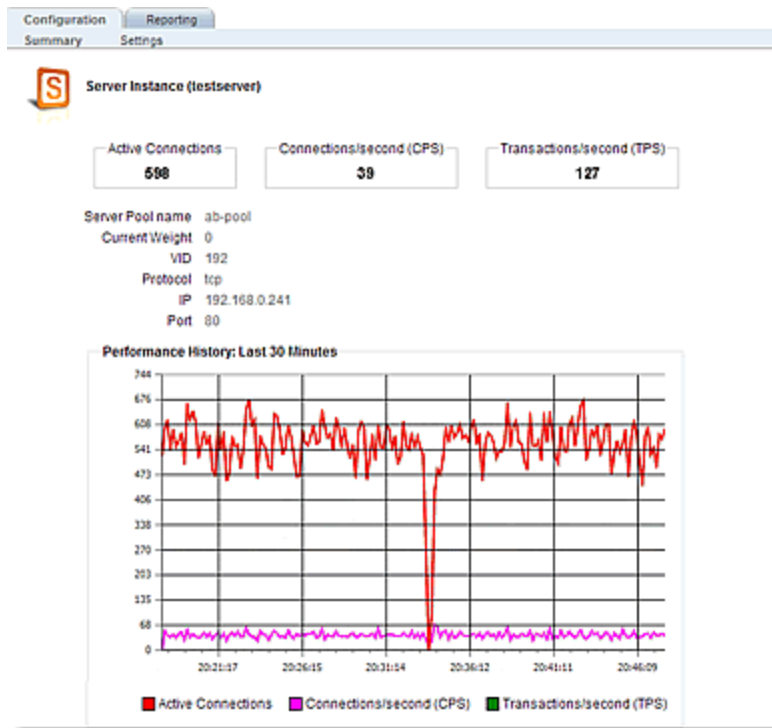 Configuration Reporting
Summary Settings
S
Server Instance (testserver)
Active Connections Connections/second (CPS) Transactions/second (TPS)
598 39 127
Server Pool name ab-pool
Current Weight 0
VID 192
Protocol tcp
IP 192.168.0.241
Port 80
Performance History: Last 30 Minutes
744
676
608
541
473
406
338
270
203
135
68
0
20:21:17 20:26:15 20:31:14 20:36:12 20:41:11 20:46:09
Active Connections Connections/second (CPS) Transactions/second (TPS)